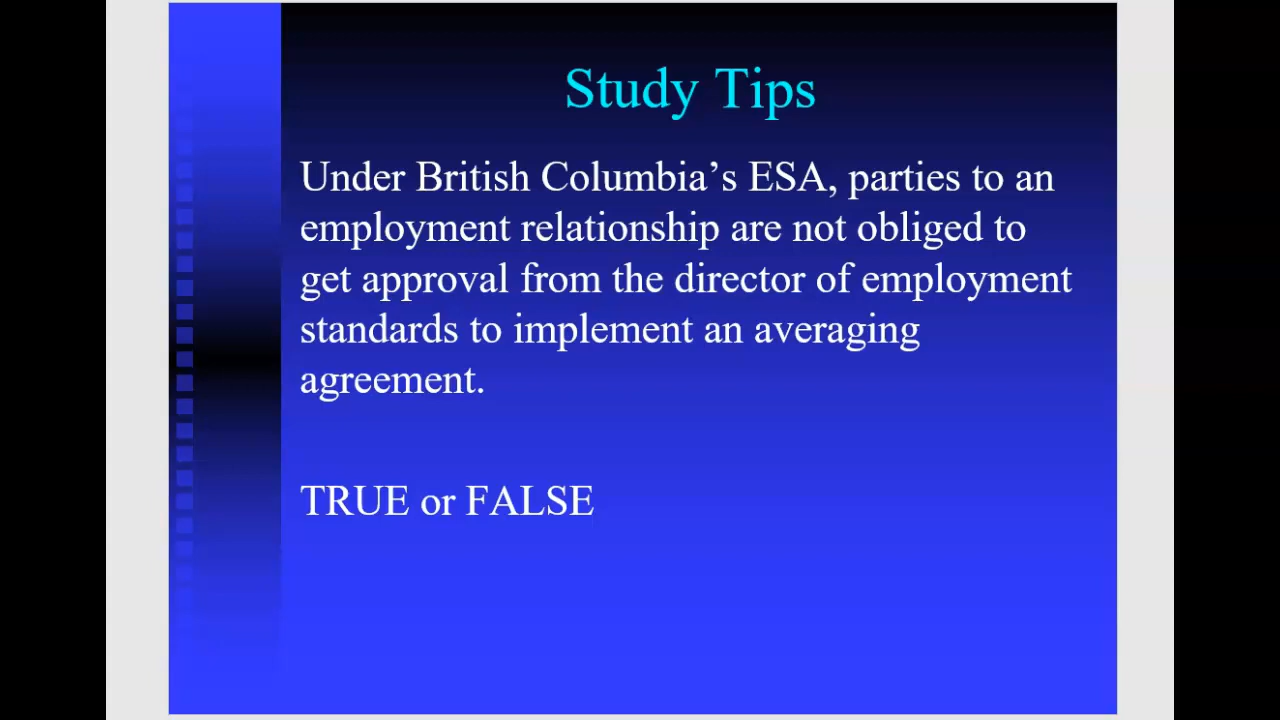 Study Tips
Under British Columbia’s ESA, parties to an
employment relationship are not obliged to
get approval from the director of employment
standards to implement an averaging
agreement.
TRUE or FALSE